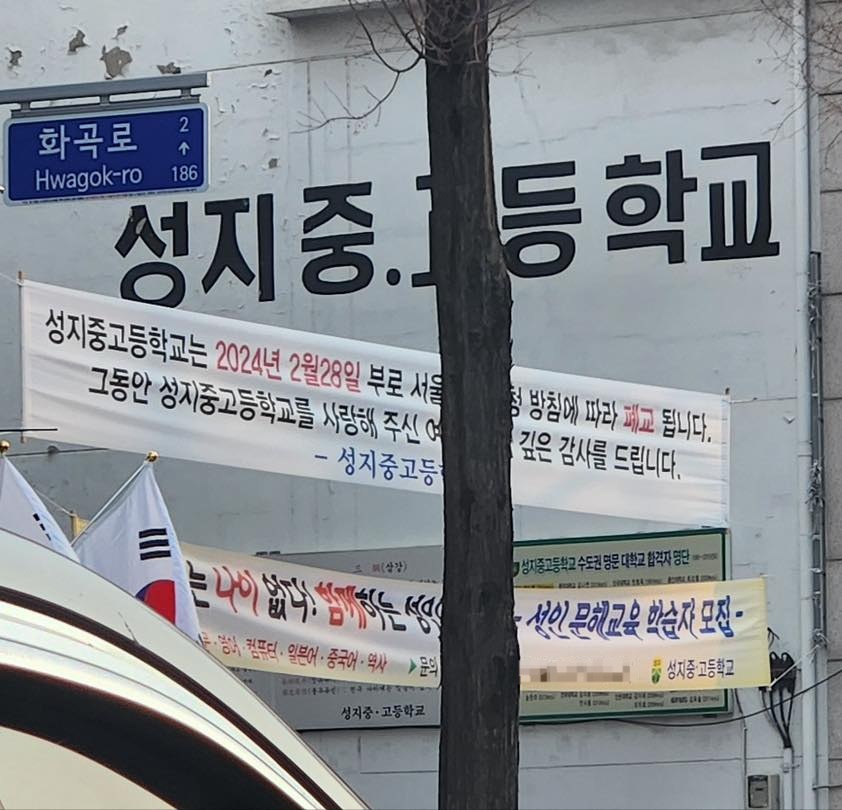 화곡로 2
Hwagok-ro 186
성지중.고등학교
성지중고등학교는 2024년 2월28일 부로 서울 방침에 따라 폐교 됩니다.
그동안 성지중고등학교를 사랑해 주신 깊은 감사를 드립니다.
- 성지중고등
성지중고등학교 수도권 명문 대학교 합격자 명단
는 나이 없다! 함께하는 성인 - 성인 문해교육 학습자 모집 -
영어 · 컴퓨터 · 일본어 · 중국어 · 역사 ▶문의 성지중·고등학교
성지중·고등학교